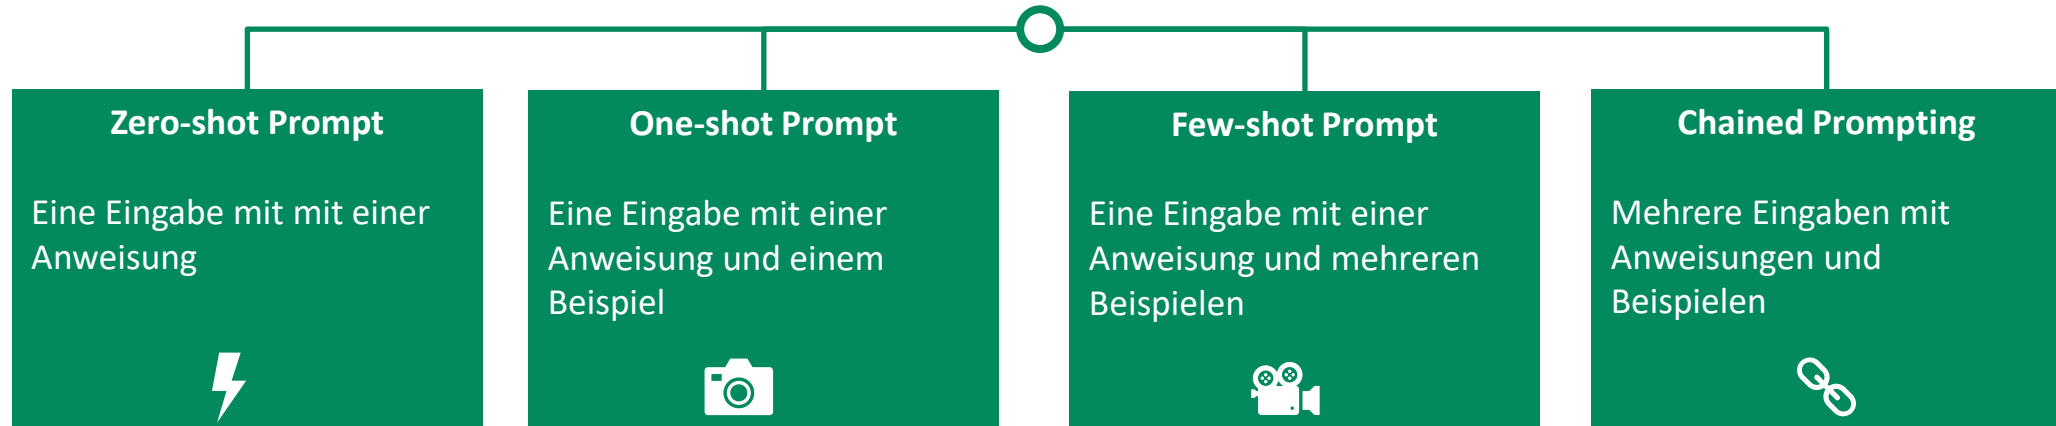 Zero-shot Prompt
Eine Eingabe mit mit einer
Anweisung
One-shot Prompt
Eine Eingabe mit einer
Anweisung und einem
Beispiel
Few-shot Prompt
Eine Eingabe mit einer
Anweisung und mehreren
Beispielen
Chained Prompting
Mehrere Eingaben mit
Anweisungen und
Beispielen